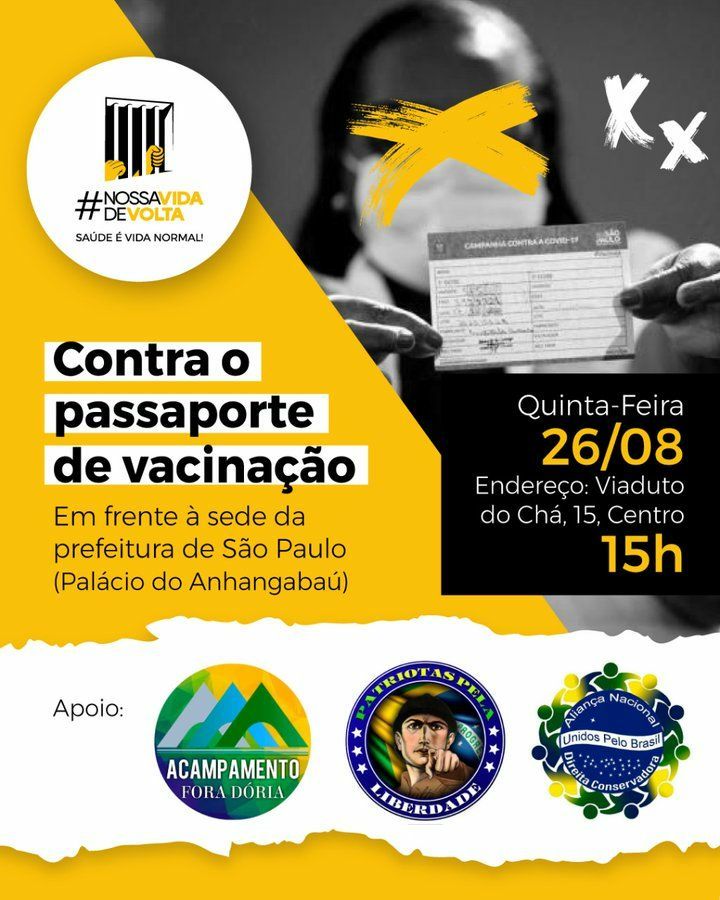 #NOSSAVIDA
DEVOLTA
SAÚDE É VIDA NORMAL!
CAMPANHA CONTRA A COVID-19
SÃO
PAULO
Contra o
passaporte
de vacinação
Em frente à sede da
prefeitura de São Paulo
(Palácio do Anhangabaú)
Quinta-Feira
26/08
Endereço: Viaduto
do Chá, 15, Centro
15h
Apoio:
ACAMPAMENTO
FORA DÓRIA
PATRIOTAS PELA
LIBERDADE
Aliança Nacional
Unidos Pelo Brasil
Direita Conservadora